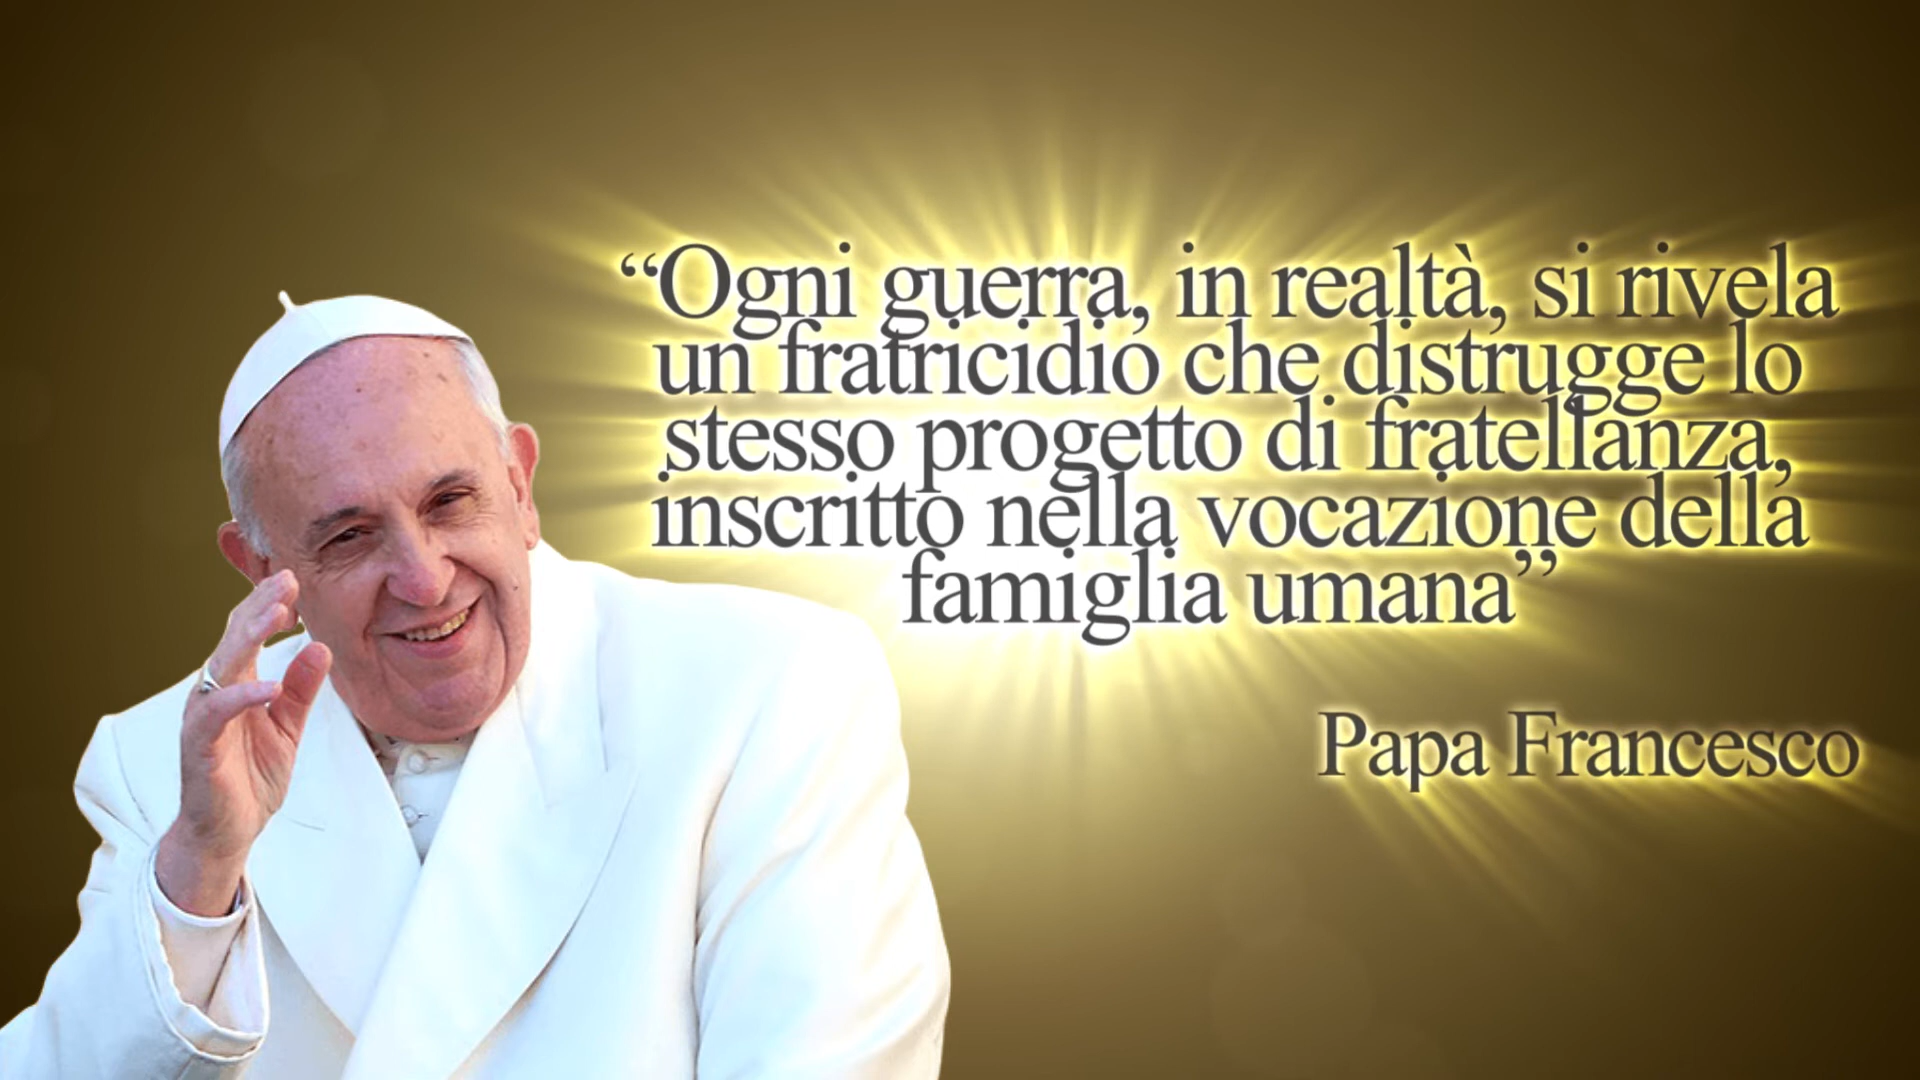 “Ogni guerra, in realtà, si rivela
un fratricidio che distrugge lo
stesso progetto di fratellanza,
inscritto nella vocazione della
famiglia umana”
Papa Francesco